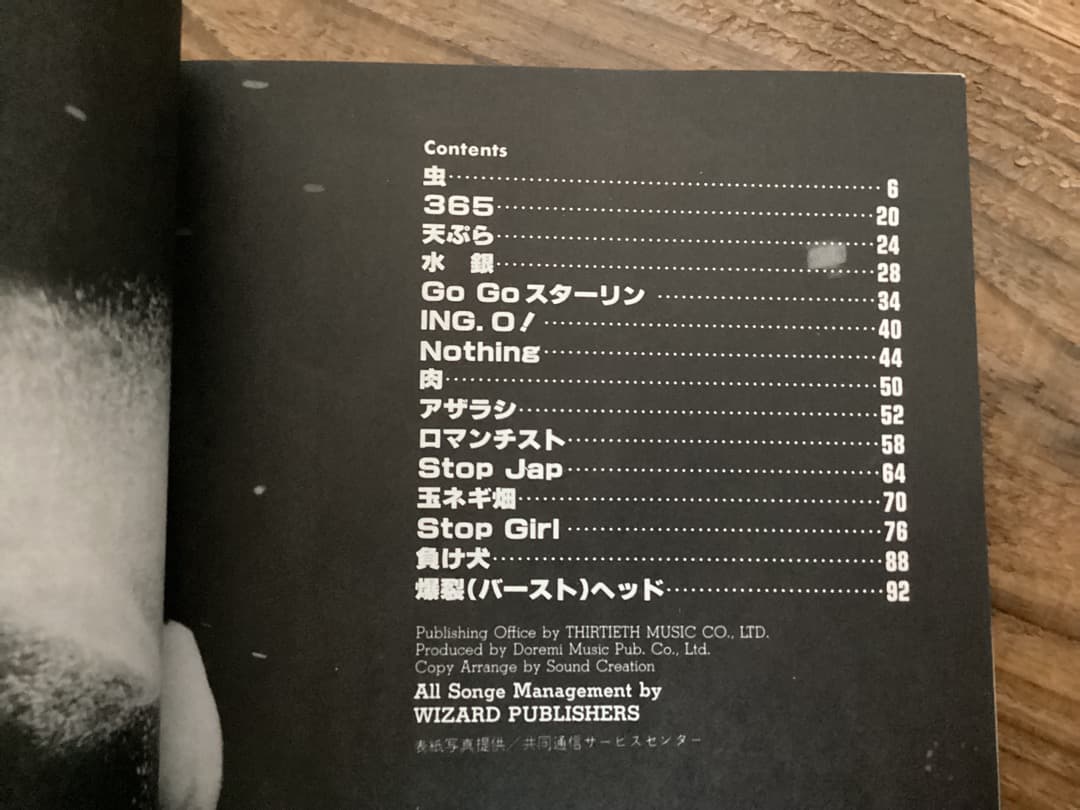 Contents
虫 6
365 20
天ぷら 24
水 銀 28
Go Goスターリン 34
ING. O! 40
Nothing 44
肉 50
アザラシ 52
ロマンチスト 58
Stop Jap 64
玉ネギ畑 70
Stop Girl 76
負け犬 88
爆裂(バースト)ヘッド 92
Publishing Office by THIRTIETH MUSIC CO., LTD.
Produced by Doremi Music Pub. Co., Ltd.
Copy Arrange by Sound Creation
All Songe Management by
WIZARD PUBLISHERS
表紙写真提供／共同通信サービスセンター